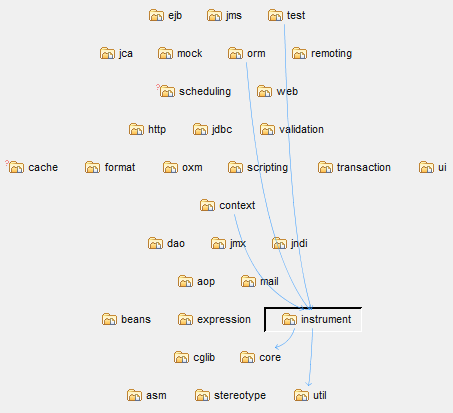 ejb jms test
jca mock orm remoting
scheduling web
http jdbc validation
cache format oxm scripting transaction ui
context
dao jmx jndi
aop mail
beans expression instrument
cglib core
asm stereotype util